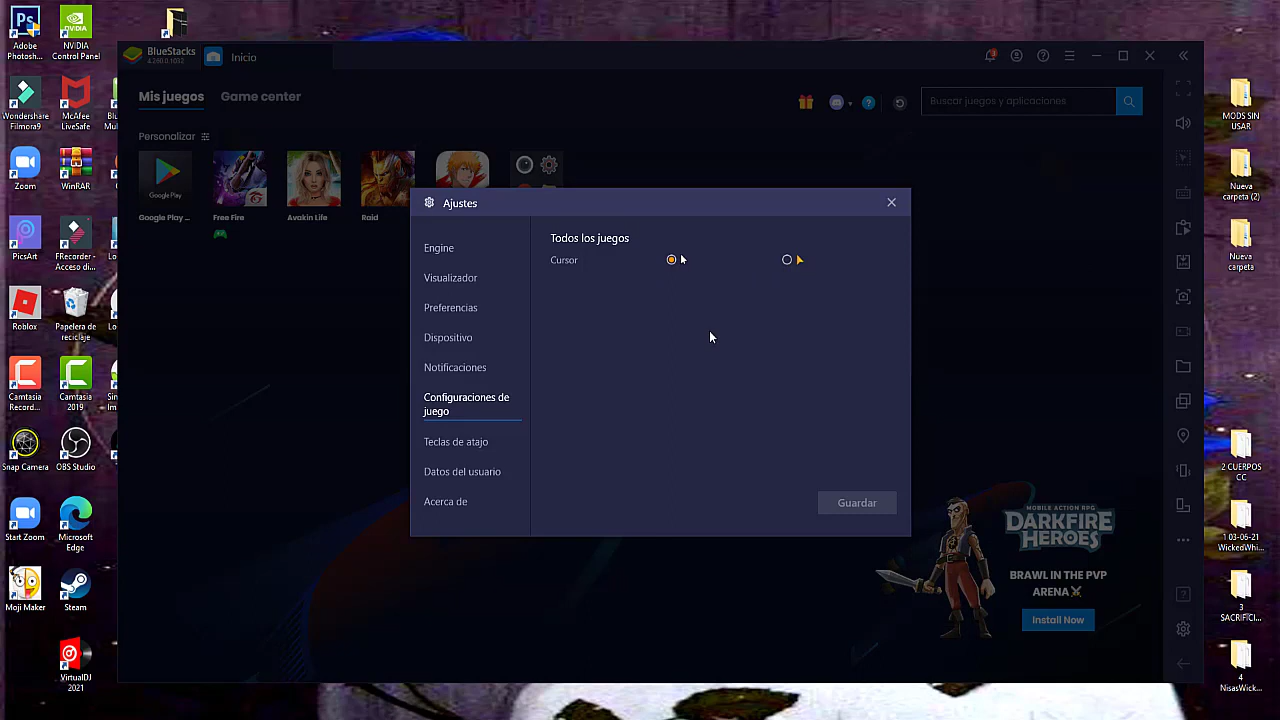 Adobe
Photosh...
NVIDIA
Control Panel
Wondershare
Filmora9
McAfee
LiveSafe
Zoom
WinRAR
PicsArt
FRecorder -
Acceso di...
Roblox
Papelera de
reciclaje
Camtasia
Record...
Camtasia
2019
Snap Camera
OBS Studio
Start Zoom
Microsoft
Edge
Moji Maker
Steam
VirtualDJ
2021
BlueStacks
4.260.0.1032
Inicio
Mis juegos
Game center
Buscar juegos y aplicaciones
Personalizar
Google Play
Google Play ...
Free Fire
Avakin Life
Raid
Ajustes
Engine
Visualizador
Preferencias
Dispositivo
Notificaciones
Configuraciones de
juego
Teclas de atajo
Datos del usuario
Acerca de
Todos los juegos
Cursor
Guardar
MOBILE ACTION RPG
DARKFIRE
HEROES
BRAWL IN THE PVP
ARENA
Install Now
MODS SIN
USAR
Nueva
carpeta (2)
Nueva
carpeta
2 CUERPOS
CC
1 03-06-21
WickedWhi...
3
SACRIFICI...
4
NisasWick...